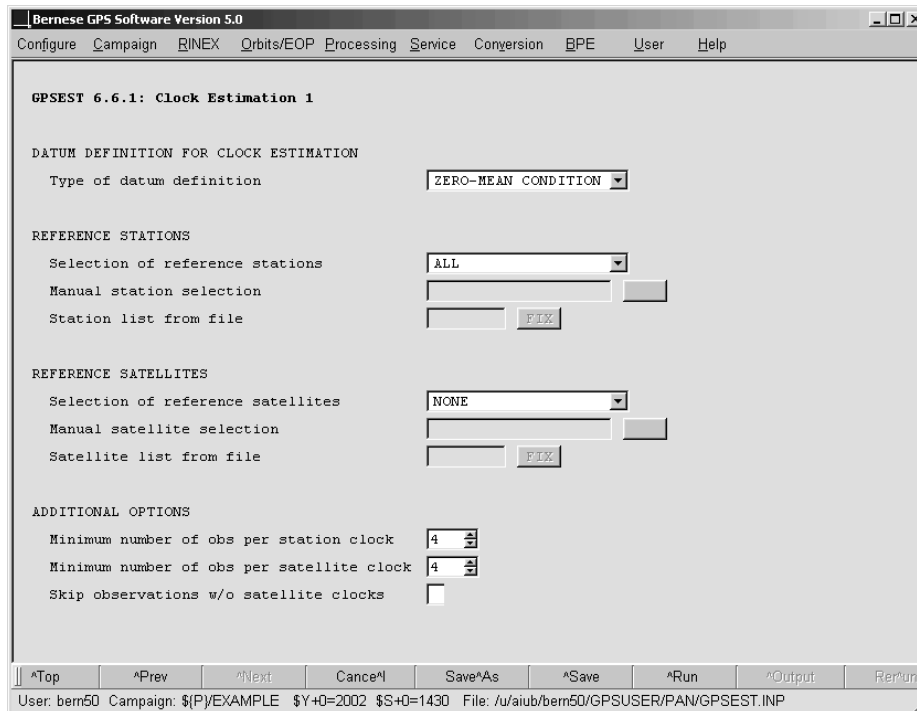 Bernese GPS Software Version 5.0
Configure Campaign RINEX Orbits/EOP Processing Service Conversion BPE User Help
GPSEST 6.6.1: Clock Estimation 1
DATUM DEFINITION FOR CLOCK ESTIMATION
Type of datum definition ZERO-MEAN CONDITION
REFERENCE STATIONS
Selection of reference stations ALL
Manual station selection
Station list from file FIX
REFERENCE SATELLITES
Selection of reference satellites NONE
Manual satellite selection
Satellite list from file FIX
ADDITIONAL OPTIONS
Minimum number of obs per station clock 4
Minimum number of obs per satellite clock 4
Skip observations w/o satellite clocks
^Top ^Prev ^Next Cance^l Save^As ^Save ^Run ^Output Rer^un
User: bern50 Campaign: ${P}/EXAMPLE $Y+0=2002 $S+0=1430 File: /u/aiub/bern50/GPSUSER/PAN/GPSEST.INP